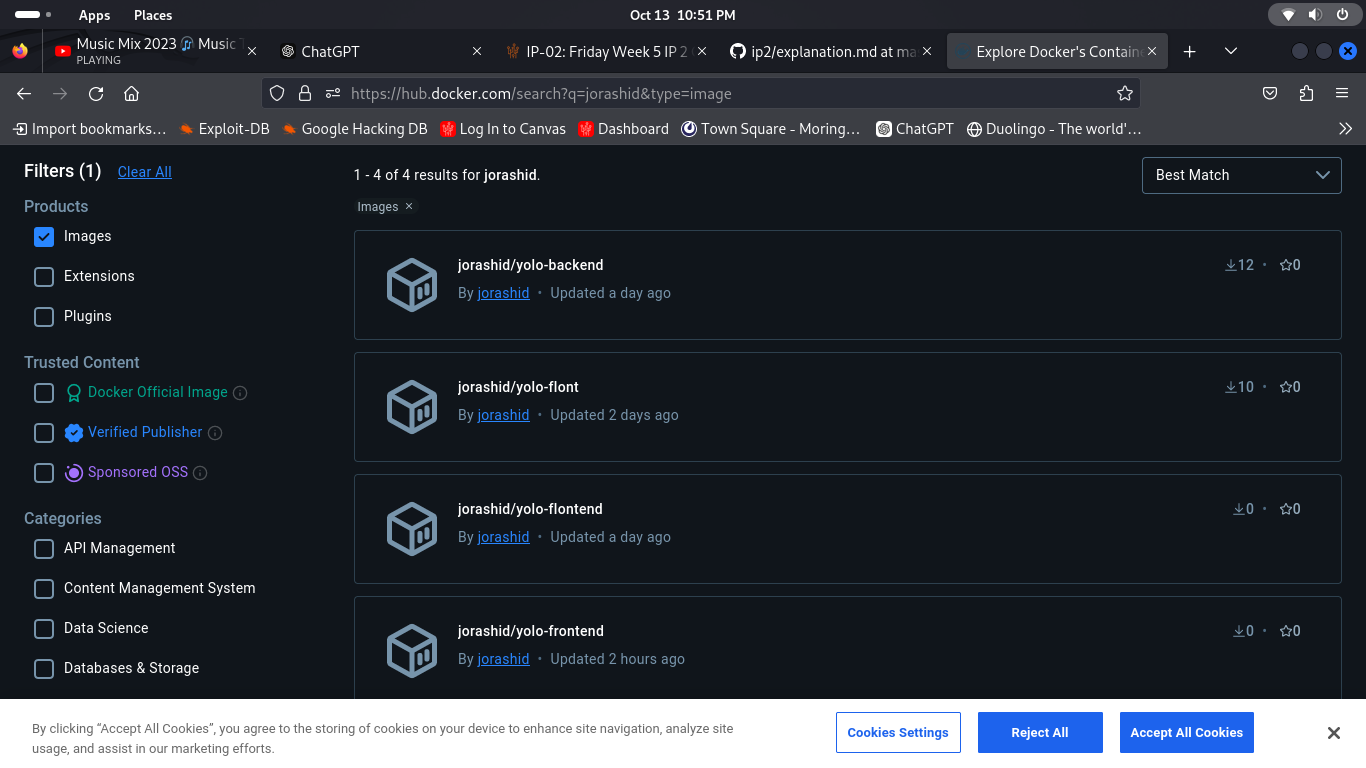 Apps Places Oct 13 10:51 PM
Music Mix 2023 🎧 Music
PLAYING
ChatGPT
IP-02: Friday Week 5 IP 2
ip2/explanation.md at ma
Explore Docker's Containe
https://hub.docker.com/search?q=jorashid&type=image
Import bookmarks… Exploit-DB Google Hacking DB Log In to Canvas Dashboard Town Square - Moring… ChatGPT Duolingo - The world'…
Filters (1) Clear All
Products
Images
Extensions
Plugins
Trusted Content
Docker Official Image
Verified Publisher
Sponsored OSS
Categories
API Management
Content Management System
Data Science
Databases & Storage
1 - 4 of 4 results for jorashid.
Best Match
Images ×
jorashid/yolo-backend
12 • 0
By jorashid • Updated a day ago
jorashid/yolo-flont
10 • 0
By jorashid • Updated 2 days ago
jorashid/yolo-flontend
0 • 0
By jorashid • Updated a day ago
jorashid/yolo-frontend
0 • 0
By jorashid • Updated 2 hours ago
By clicking “Accept All Cookies”, you agree to the storing of cookies on your device to enhance site navigation, analyze site
usage, and assist in our marketing efforts.
Cookies Settings
Reject All
Accept All Cookies